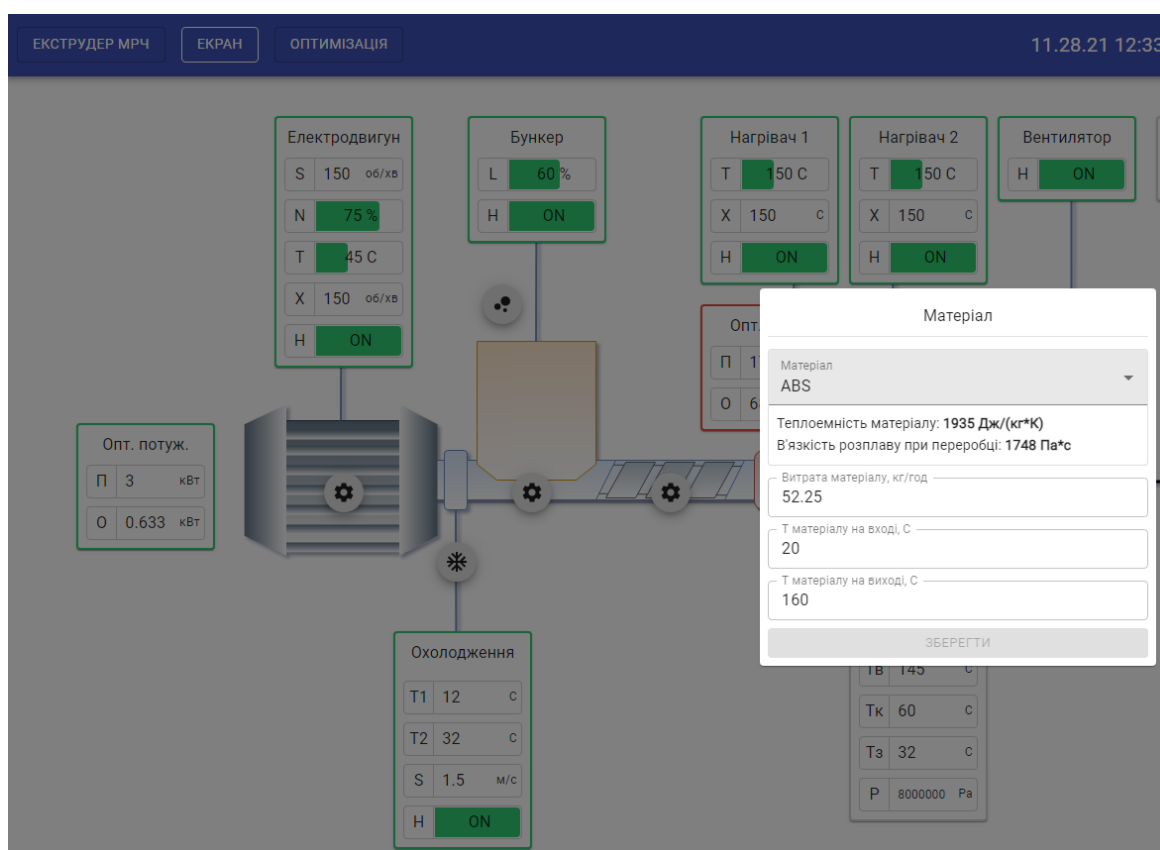 ЕКСТРУДЕР МРЧ ЕКРАН ОПТИМІЗАЦІЯ 11.28.21 12:33
Електродвигун
S 150 об/хв
N 75 %
T 45 C
X 150 об/хв
H ON
Бункер
L 60 %
H ON
Нагрівач 1
T 150 C
X 150 C
H ON
Нагрівач 2
T 150 C
X 150 C
H ON
Вентилятор
H ON
Опт. потуж.
П 3 кВт
О 0.633 кВт
Опт.
П
О
Матеріал
Матеріал
ABS
Теплоемність матеріалу: 1935 Дж/(кг*К)
В'язкість розплаву при переробці: 1748 Па*с
Витрата матеріалу, кг/год
52.25
Т матеріалу на вході, С
20
Т матеріалу на виході, С
160
ЗБЕРЕГТИ
Охолодження
T1 12 C
T2 32 C
S 1.5 м/с
H ON
Тв 145 C
Тк 60 C
Тз 32 C
P 8000000 Pa